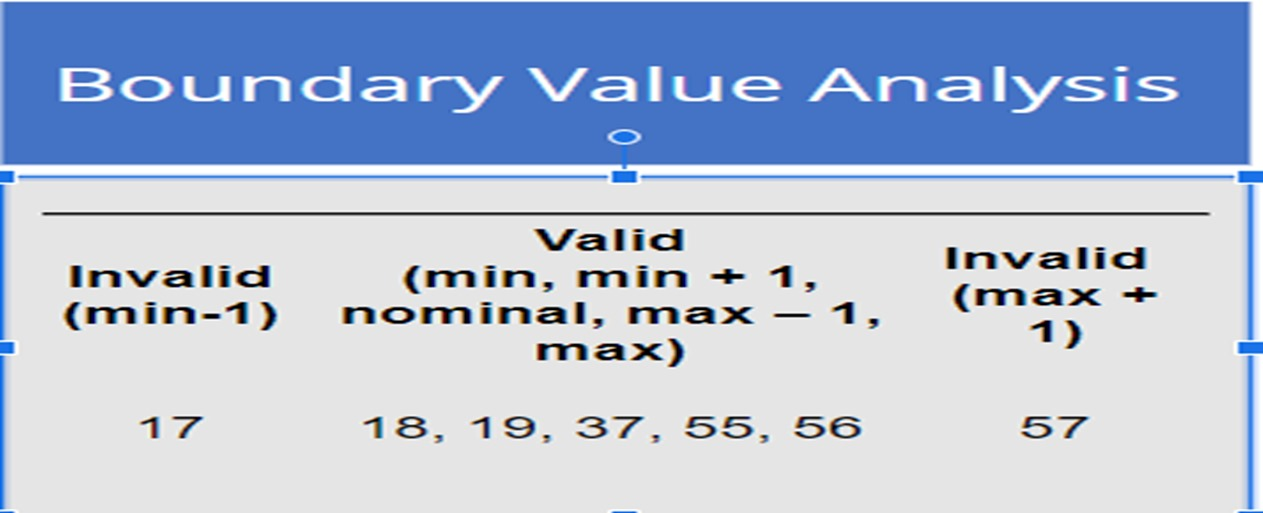 Boundary Value Analysis
Invalid
(min-1)
Valid
(min, min + 1,
nominal, max – 1,
max)
Invalid
(max +
1)
17
18, 19, 37, 55, 56
57